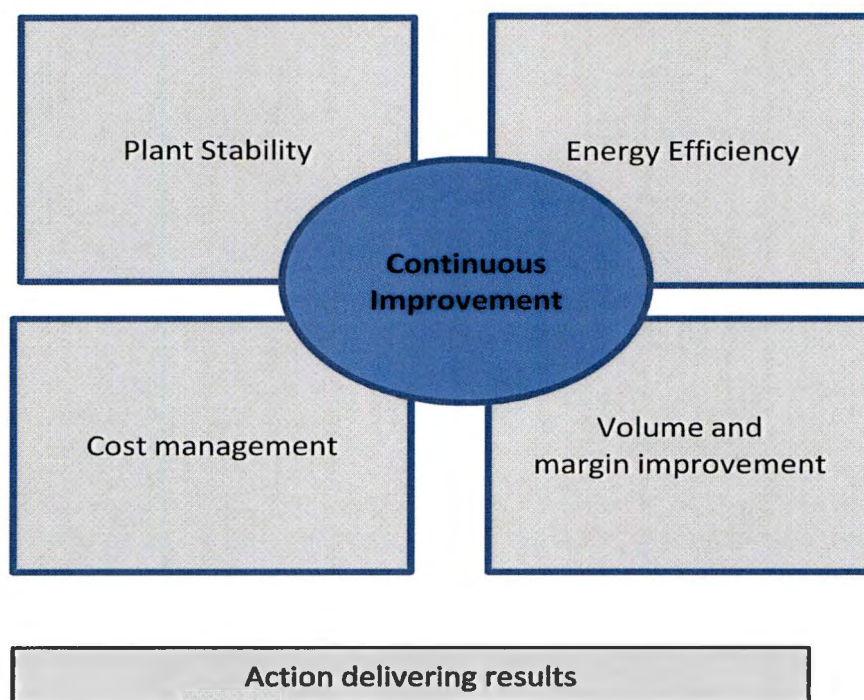 Plant Stability
Energy Efficiency
Continuous
Improvement
Cost management
Volume and
margin improvement
Action delivering results